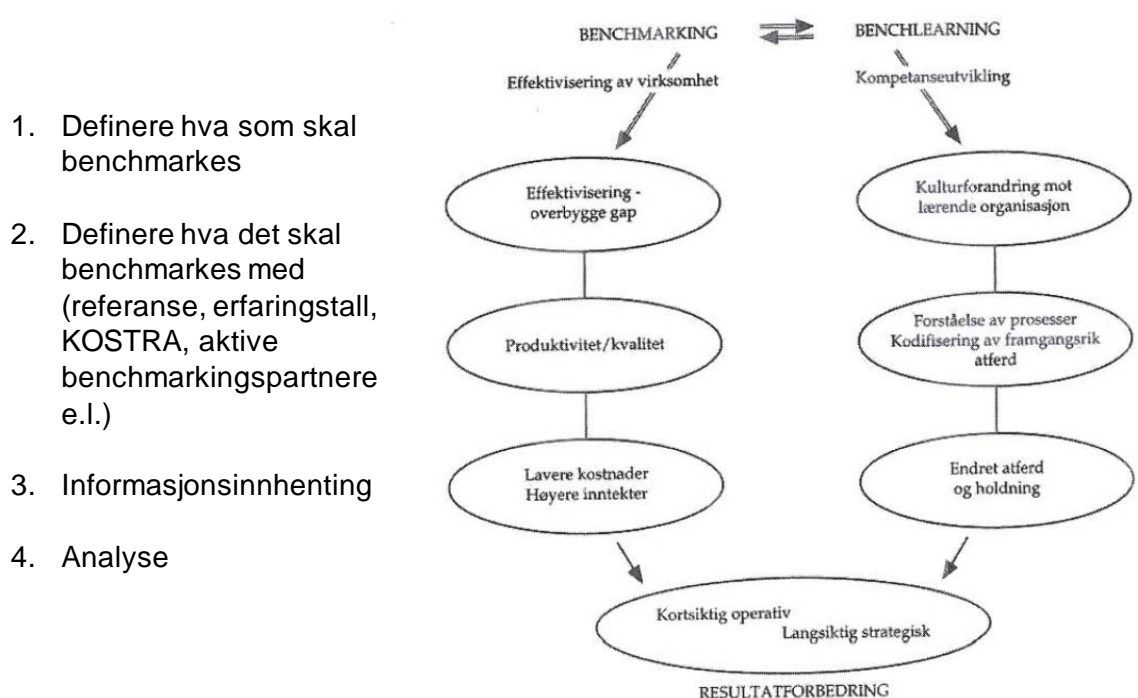 1. Definere hva som skal
benchmarkes
2. Definere hva det skal
benchmarkes med
(referanse, erfaringstall,
KOSTRA, aktive
benchmarkingspartnere
e.l.)
3. Informasjonsinnhenting
4. Analyse
BENCHMARKING
BENCHLEARNING
Effektivisering av virksomhet
Kompetanseutvikling
Effektivisering -
overbygge gap
Kulturforandring mot
lærende organisasjon
Produktivitet/kvalitet
Forståelse av prosesser
Kodifisering av framgangsrik
atferd
Lavere kostnader
Høyere inntekter
Endret atferd
og holdning
Kortsiktig operativ
Langsiktig strategisk
RESULTATFORBEDRING